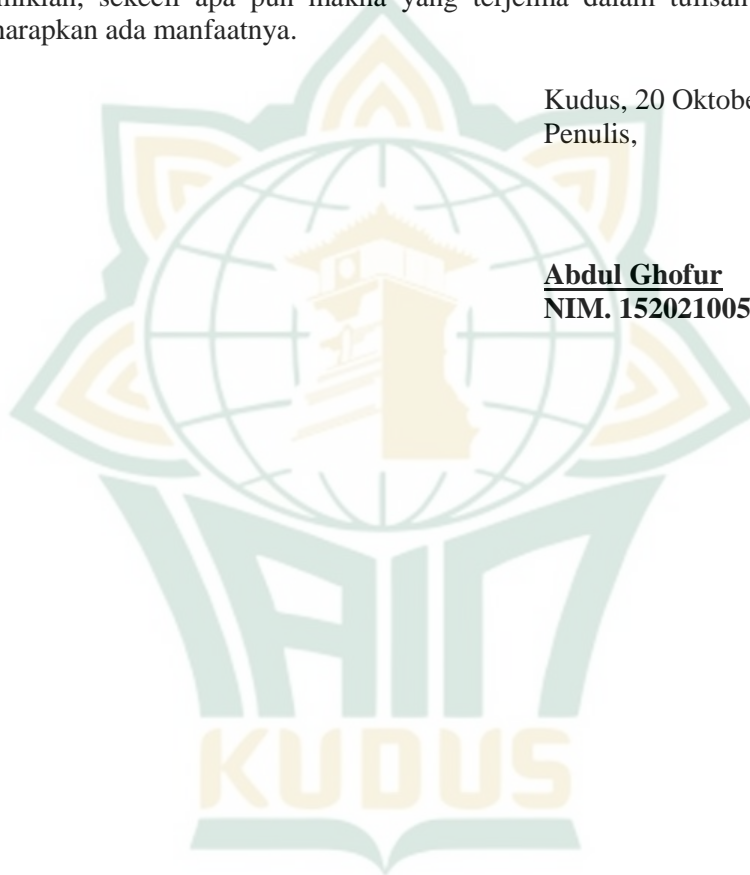 mikian, sekecil apa pun makna yang terjelma dalam tulisan
harapkan ada manfaatnya.
Kudus, 20 Oktobe
Penulis,
Abdul Ghofur
NIM. 152021005
IAIN
KUDUS